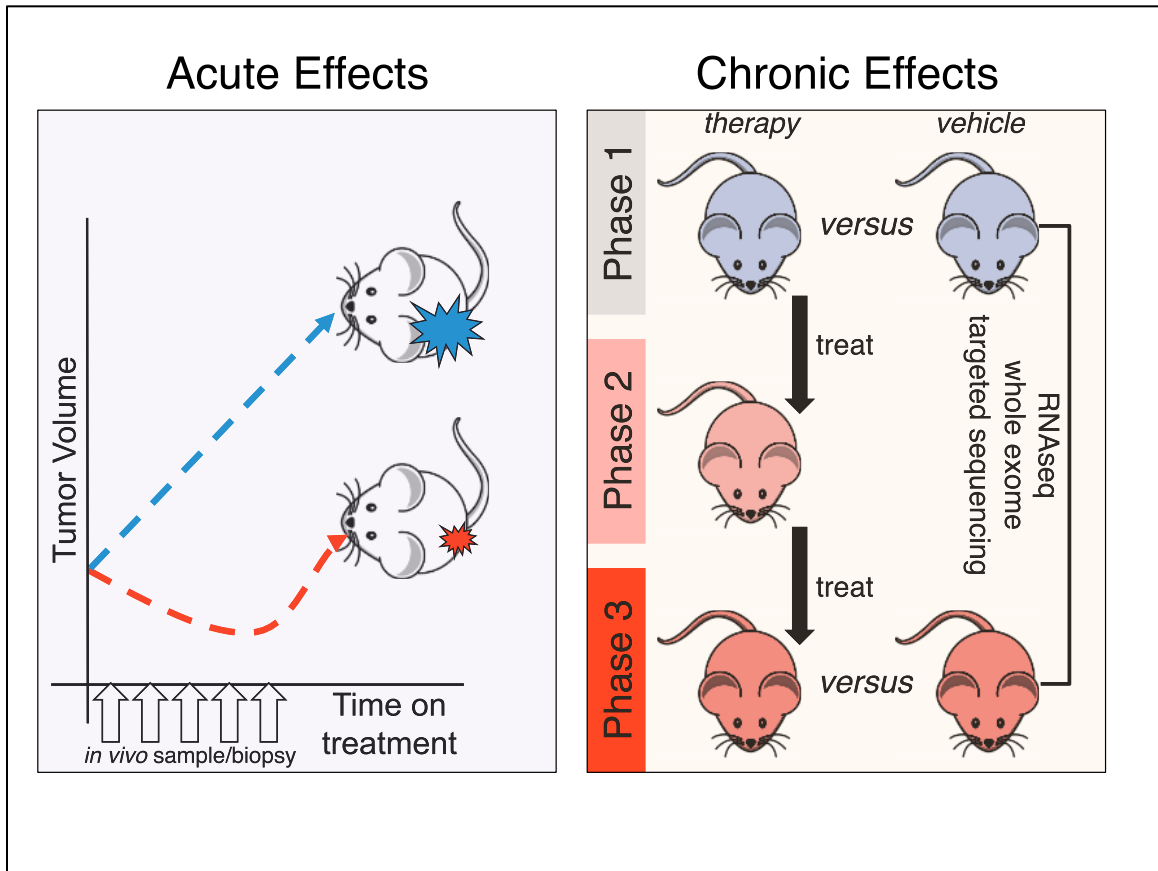 Acute Effects
Tumor Volume
Time on
treatment
in vivo sample/biopsy
Chronic Effects
therapy
vehicle
Phase 1
versus
treat
Phase 2
treat
Phase 3
versus
RNAseq
whole exome
targeted sequencing